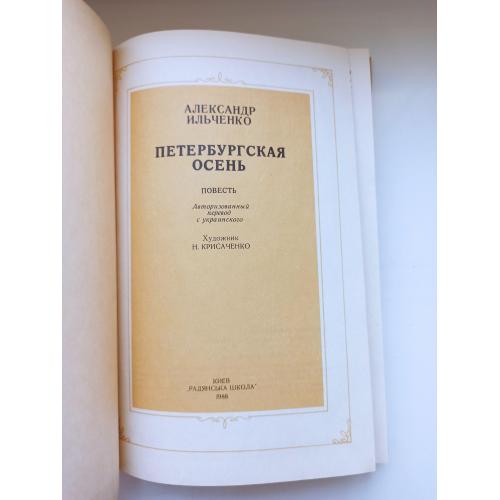 АЛЕКСАНДР
ИЛЬЧЕНКО
ПЕТЕРБУРГСКАЯ
ОСЕНЬ
ПОВЕСТЬ
Авторизованный
перевод
с украинского
Художник
Н. КРИСАЧЕНКО
КИЕВ
„РАДЯНСЬКА ШКОЛА"
1988